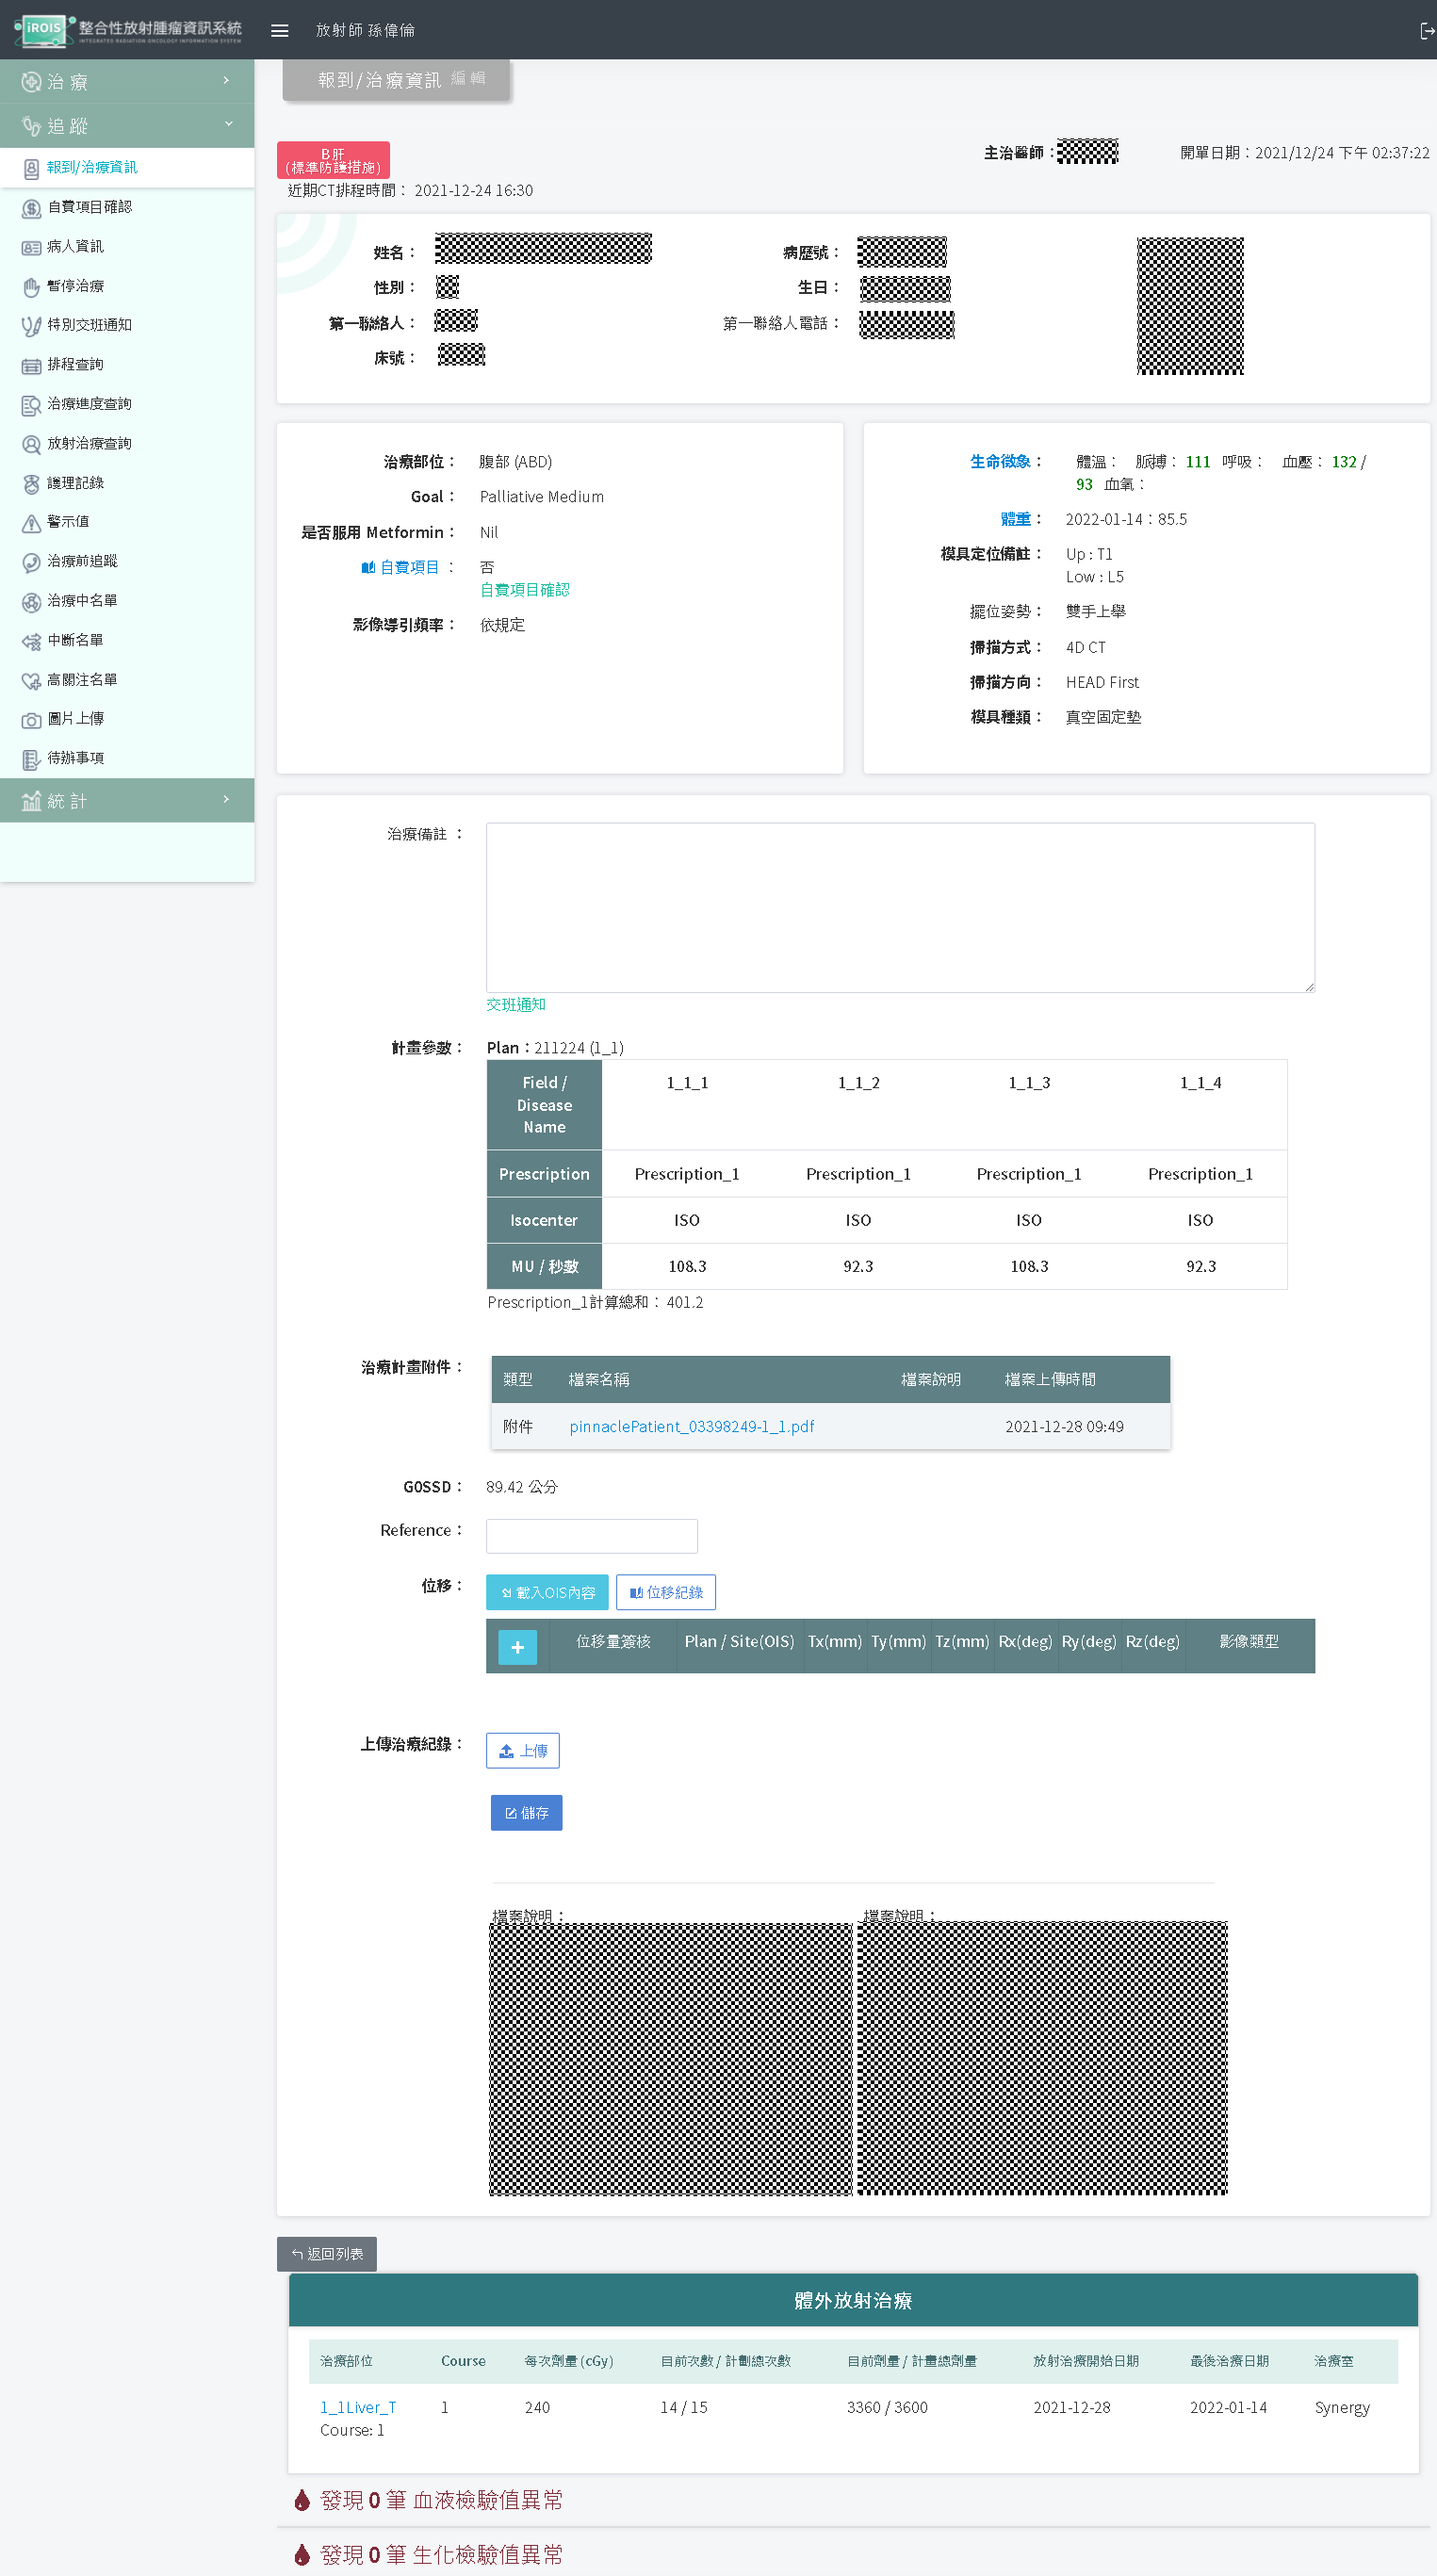 iROIS 整合性放射腫瘤資訊系統
INTEGRATED RADIATION ONCOLOGY INFORMATION SYSTEM
放射師 孫偉倫
治療
追蹤
報到/治療資訊
自費項目確認
病人資訊
暫停治療
特別交班通知
排程查詢
治療進度查詢
放射治療查詢
護理記錄
警示值
治療前追蹤
治療中名單
中斷名單
高關注名單
圖片上傳
待辦事項
統計
報到/治療資訊 編輯
B肝
(標準防護措施)
主治醫師：
開單日期：2021/12/24 下午 02:37:22
近期CT排程時間： 2021-12-24 16:30
姓名：
病歷號：
性別：
生日：
第一聯絡人：
第一聯絡人電話：
床號：
治療部位： 腹部 (ABD)
Goal： Palliative Medium
是否服用 Metformin： Nil
自費項目 ： 否
自費項目確認
影像導引頻率： 依規定
生命徵象： 體溫： 脈搏： 111 呼吸： 血壓： 132 /
93 血氧：
體重： 2022-01-14：85.5
模具定位備註： Up : T1
Low : L5
擺位姿勢： 雙手上舉
掃描方式： 4D CT
掃描方向： HEAD First
模具種類： 真空固定墊
治療備註 ：
交班通知
計畫參數： Plan：211224 (1_1)
Field / Disease Name 1_1_1 1_1_2 1_1_3 1_1_4
Prescription Prescription_1 Prescription_1 Prescription_1 Prescription_1
Isocenter ISO ISO ISO ISO
MU / 秒數 108.3 92.3 108.3 92.3
Prescription_1計算總和： 401.2
治療計畫附件：
類型 檔案名稱 檔案說明 檔案上傳時間
附件 pinnaclePatient_03398249-1_1.pdf 2021-12-28 09:49
G0SSD： 89.42 公分
Reference：
位移： 載入OIS內容 位移紀錄
+ 位移量簽核 Plan / Site(OIS) Tx(mm) Ty(mm) Tz(mm) Rx(deg) Ry(deg) Rz(deg) 影像類型
上傳治療紀錄： 上傳
儲存
檔案說明： 檔案說明：
返回列表
體外放射治療
治療部位 Course 每次劑量 (cGy) 目前次數 / 計劃總次數 目前劑量 / 計畫總劑量 放射治療開始日期 最後治療日期 治療室
1_1Liver_T 1 240 14 / 15 3360 / 3600 2021-12-28 2022-01-14 Synergy
Course: 1
發現 0 筆 血液檢驗值異常
發現 0 筆 生化檢驗值異常